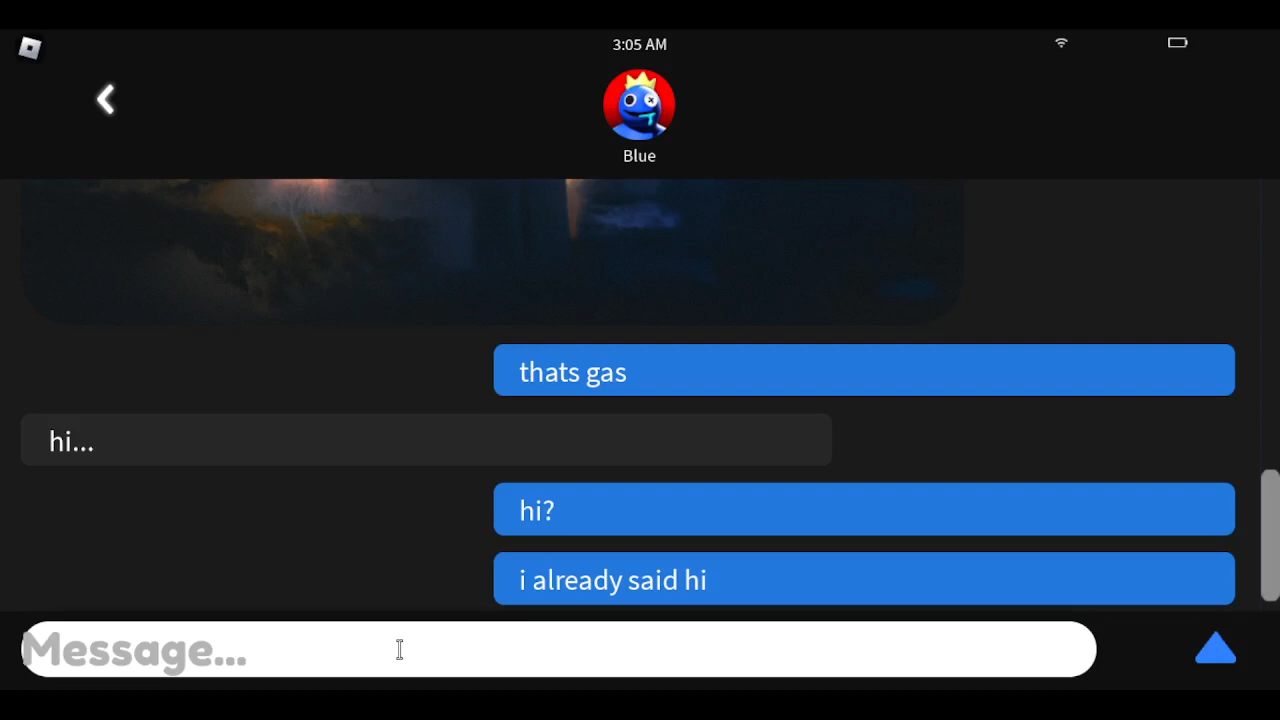 3:05 AM
Blue
thats gas
hi...
hi?
i already said hi
Message...